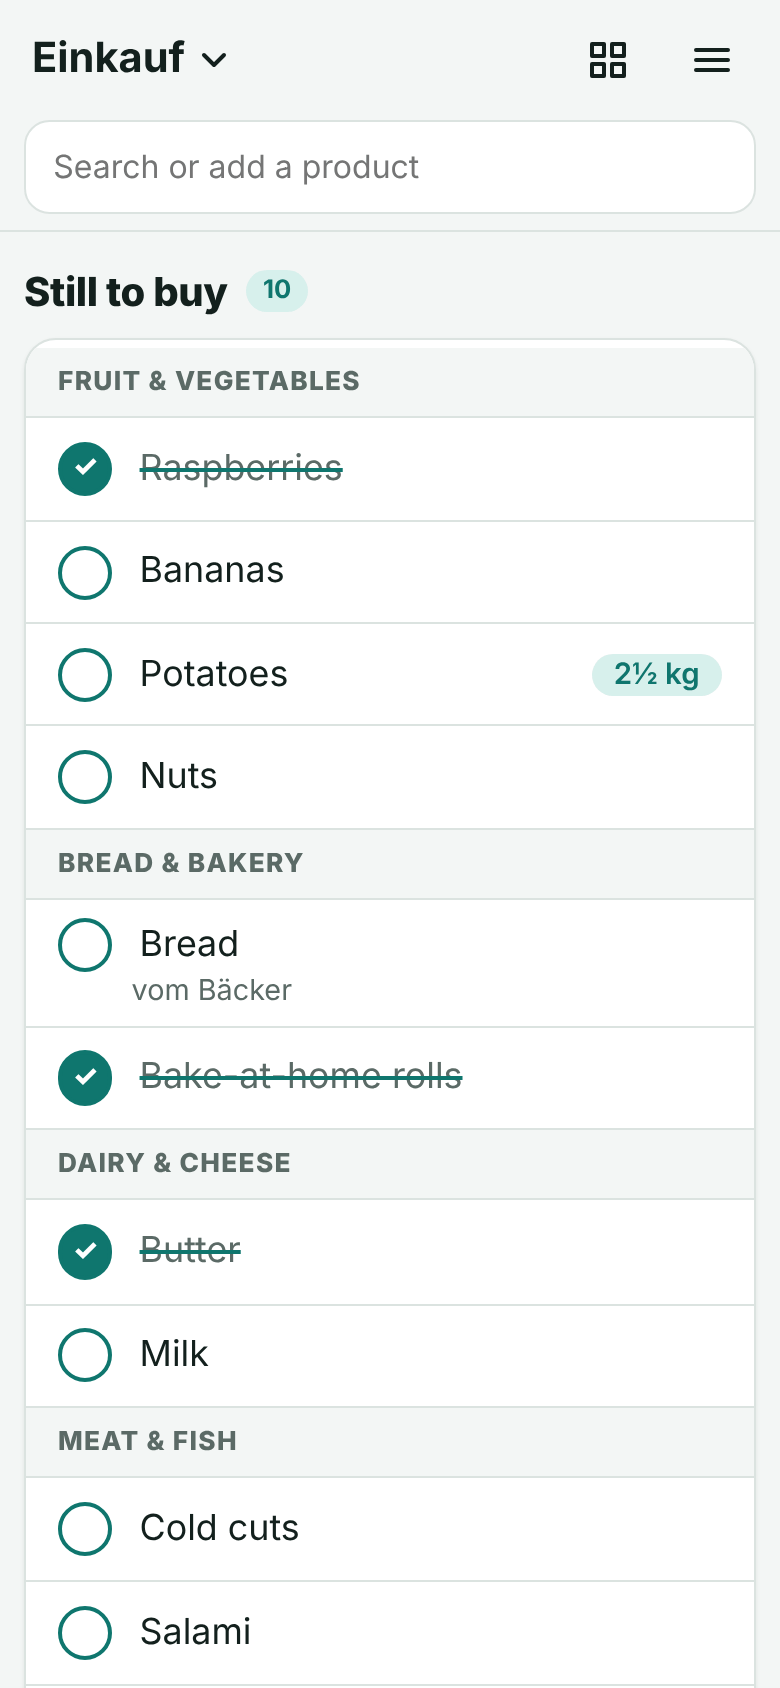 Einkauf
Search or add a product
Still to buy 10
FRUIT & VEGETABLES
Raspberries
Bananas
Potatoes 2½ kg
Nuts
BREAD & BAKERY
Bread
vom Bäcker
Bake-at-home rolls
DAIRY & CHEESE
Butter
Milk
MEAT & FISH
Cold cuts
Salami